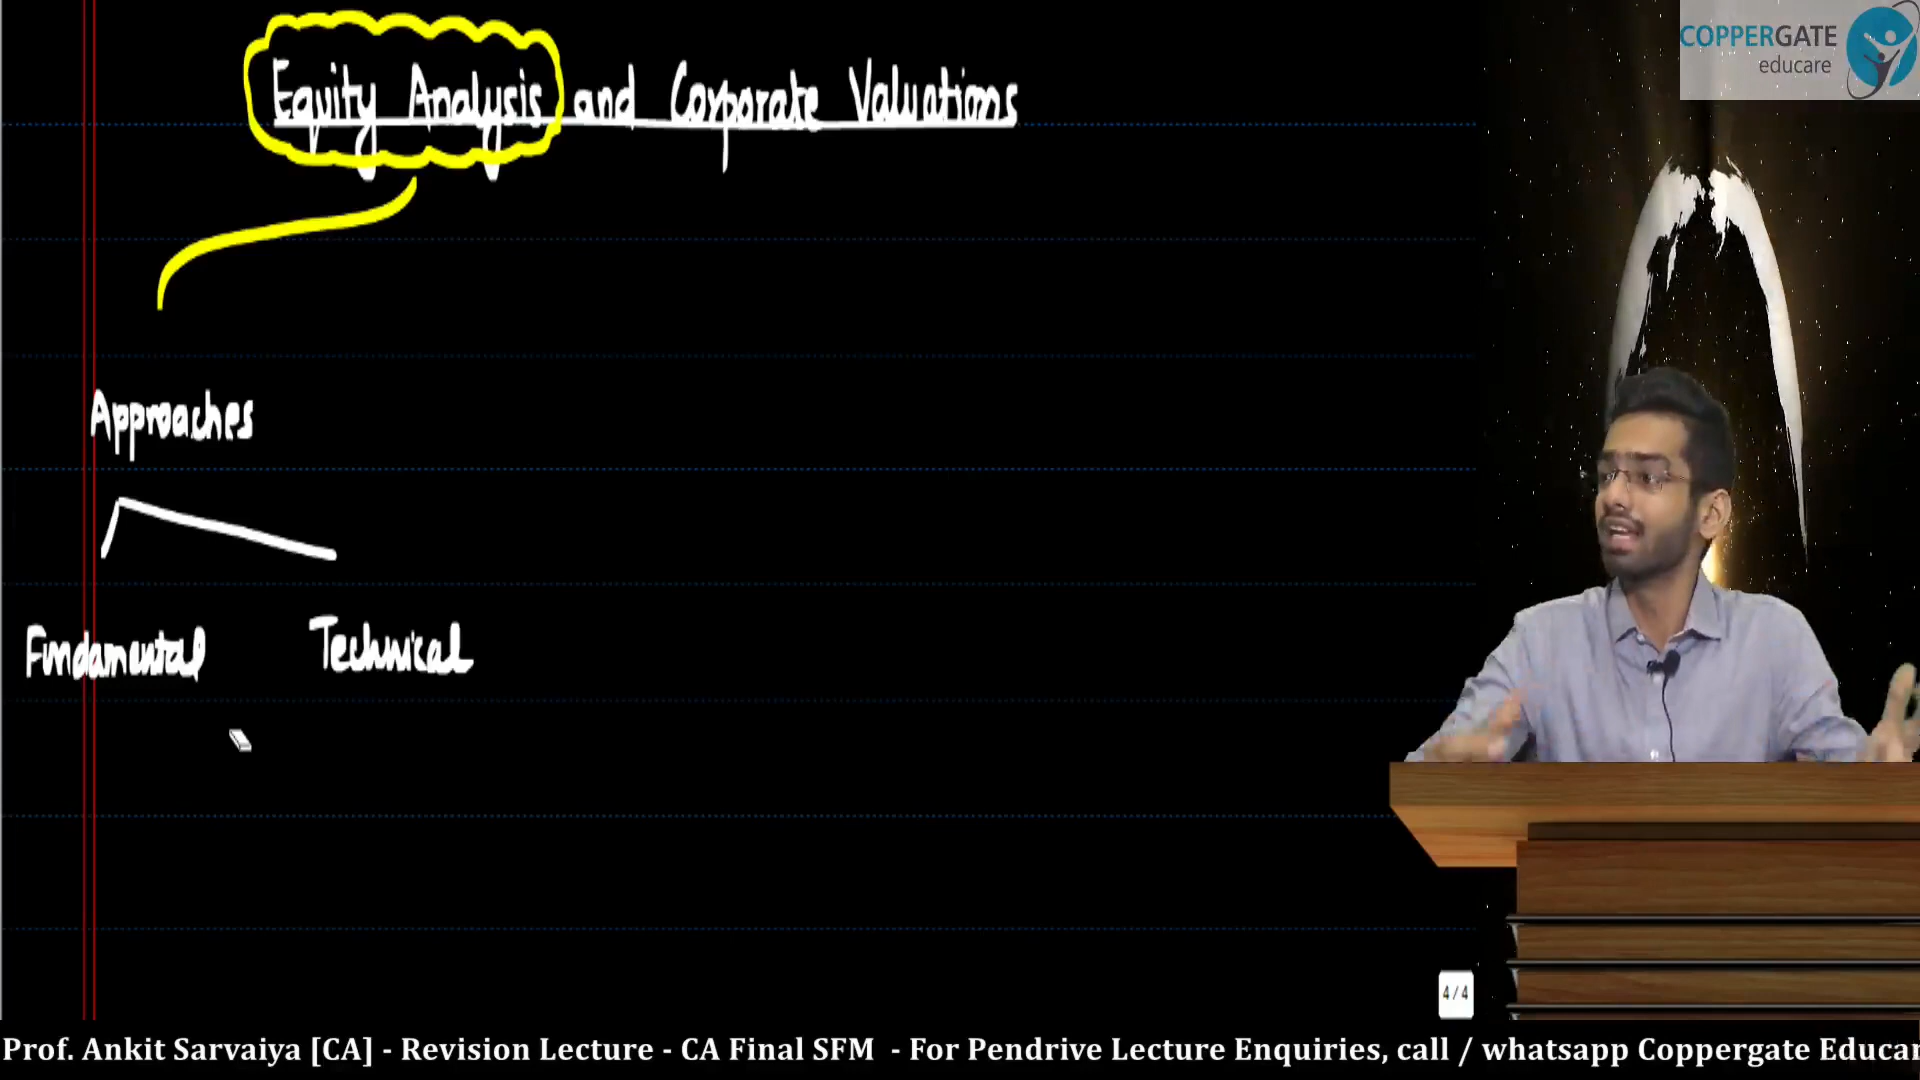 Equity Analysis and Corporate Valuations
COPPERGATE
educare
Approaches
Fundamental Technical
4/4
Prof. Ankit Sarvaiya [CA] - Revision Lecture - CA Final SFM - For Pendrive Lecture Enquiries, call / whatsapp Coppergate Educar